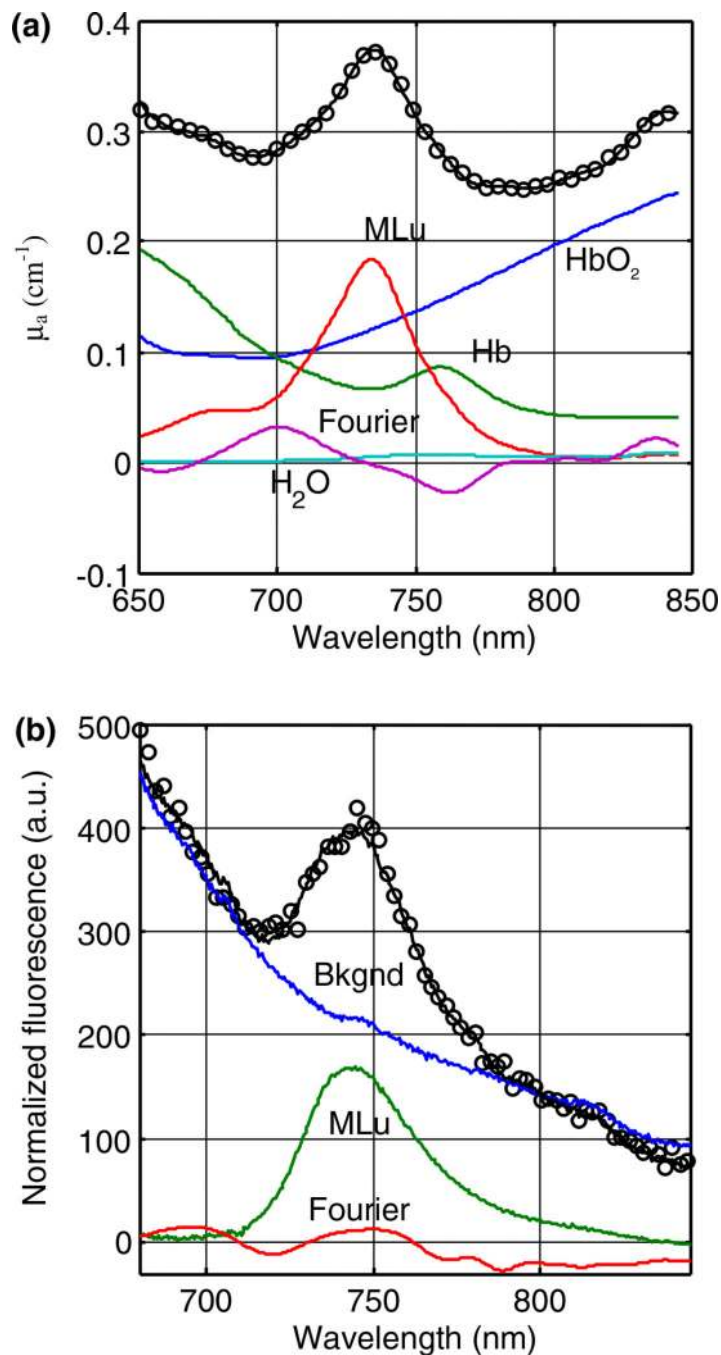 (a)
0.4
0.3
0.2
0.1
0
-0.1
μa (cm⁻¹)
MLu
HbO₂
Hb
Fourier
H₂O
650 700 750 800 850
Wavelength (nm)
(b)
500
400
300
200
100
0
Normalized fluorescence (a.u.)
Bkgnd
MLu
Fourier
700 750 800
Wavelength (nm)